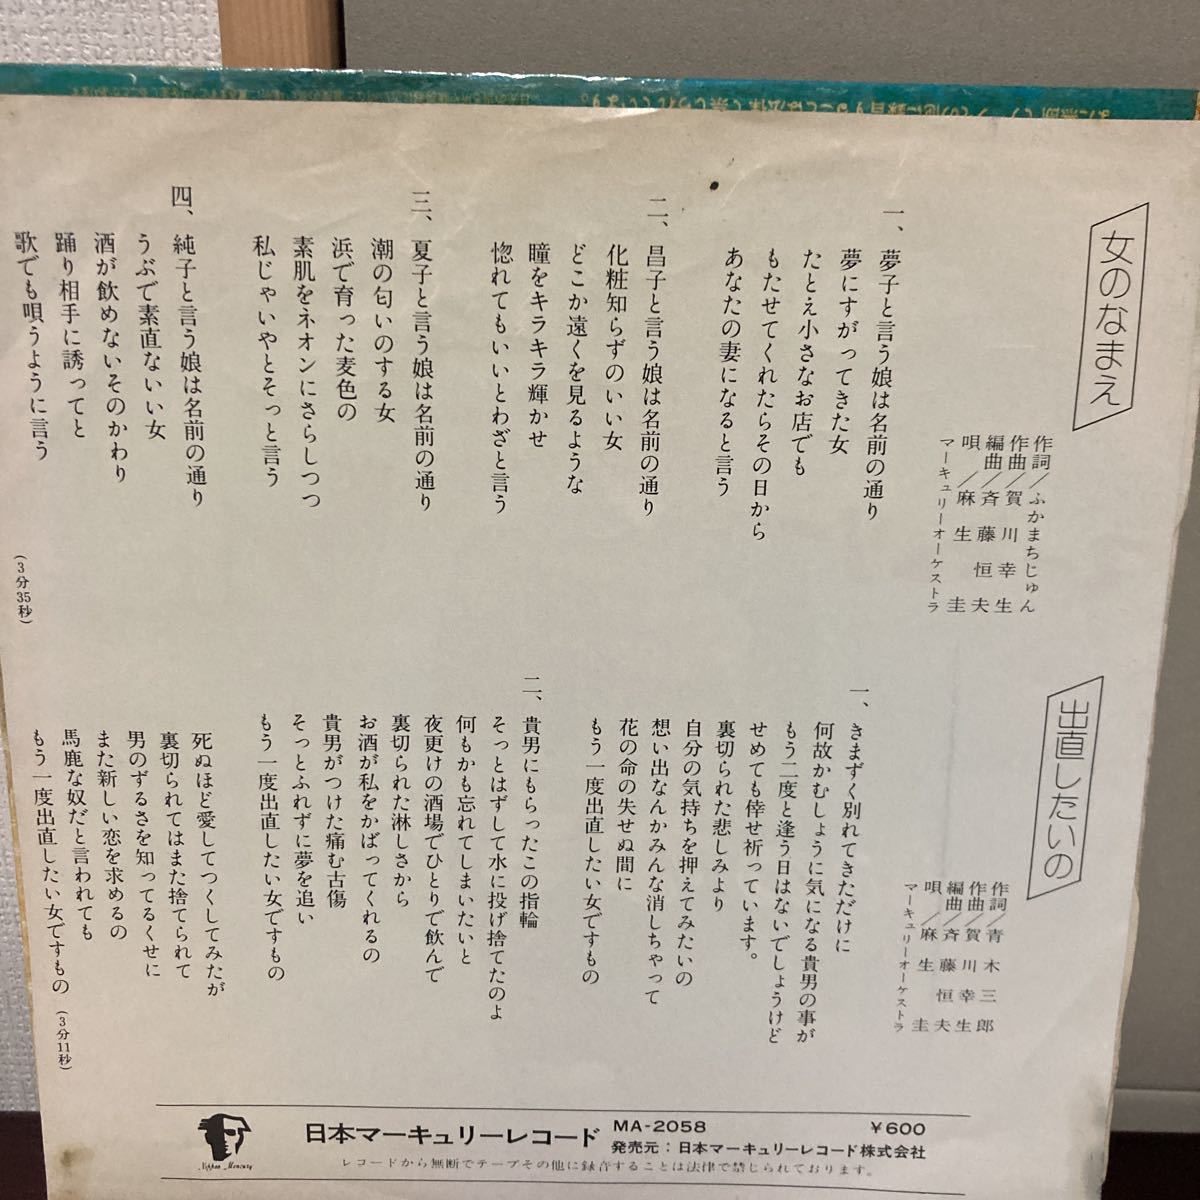 女のなまえ
作詞／ふかまちじゅん
作曲／賀川幸生
編曲／斉藤恒夫
唄／麻生圭
マーキュリーオーケストラ
一、夢子と言う娘は名前の通り
夢にすがってきた女
たとえ小さなお店でも
もたせてくれたらその日から
あなたの妻になると言う
二、昌子と言う娘は名前の通り
化粧知らずのいい女
どこか遠くを見るような
瞳をキラキラ輝かせ
惚れてもいいとわざと言う
三、夏子と言う娘は名前の通り
潮の匂いのする女
浜で育った麦色の
素肌をネオンにさらしつつ
私じゃいやとそっと言う
四、純子と言う娘は名前の通り
うぶで素直ないい女
酒が飲めないそのかわり
踊り相手に誘ってと
歌でも唄うように言う
(3分35秒)
出直したいの
作詞／青木三郎
作曲／賀川幸生
編曲／斉藤恒夫
唄／麻生圭
マーキュリーオーケストラ
一、きまずく別れてきただけに
何故かむしょうに気になる貴男の事が
もう二度と逢う日はないでしょうけど
せめても倖せ祈っています。
裏切られた悲しみより
自分の気持ちを押えてみたいの
想い出なんかみんな消しちゃって
花の命の失せぬ間に
もう一度出直したい女ですもの
二、貴男にもらったこの指輪
そっとはずして水に投げ捨てたのよ
何もかも忘れてしまいたいと
夜更けの酒場でひとりで飲んで
裏切られた淋しさから
お酒が私をかばってくれるの
貴男がつけた痛む古傷
そっとふれずに夢を追い
もう一度出直したい女ですもの
死ぬほど愛してつくしてみたが
裏切られてはまた捨てられて
男のずるさを知ってるくせに
また新しい恋を求めるの
馬鹿な奴だと言われても
もう一度出直したい女ですもの
(3分11秒)
Nippon Mercury
日本マーキュリーレコード
MA-2058 ¥600
発売元：日本マーキュリーレコード株式会社
レコードから無断でテープその他に録音することは法律で禁じられております。